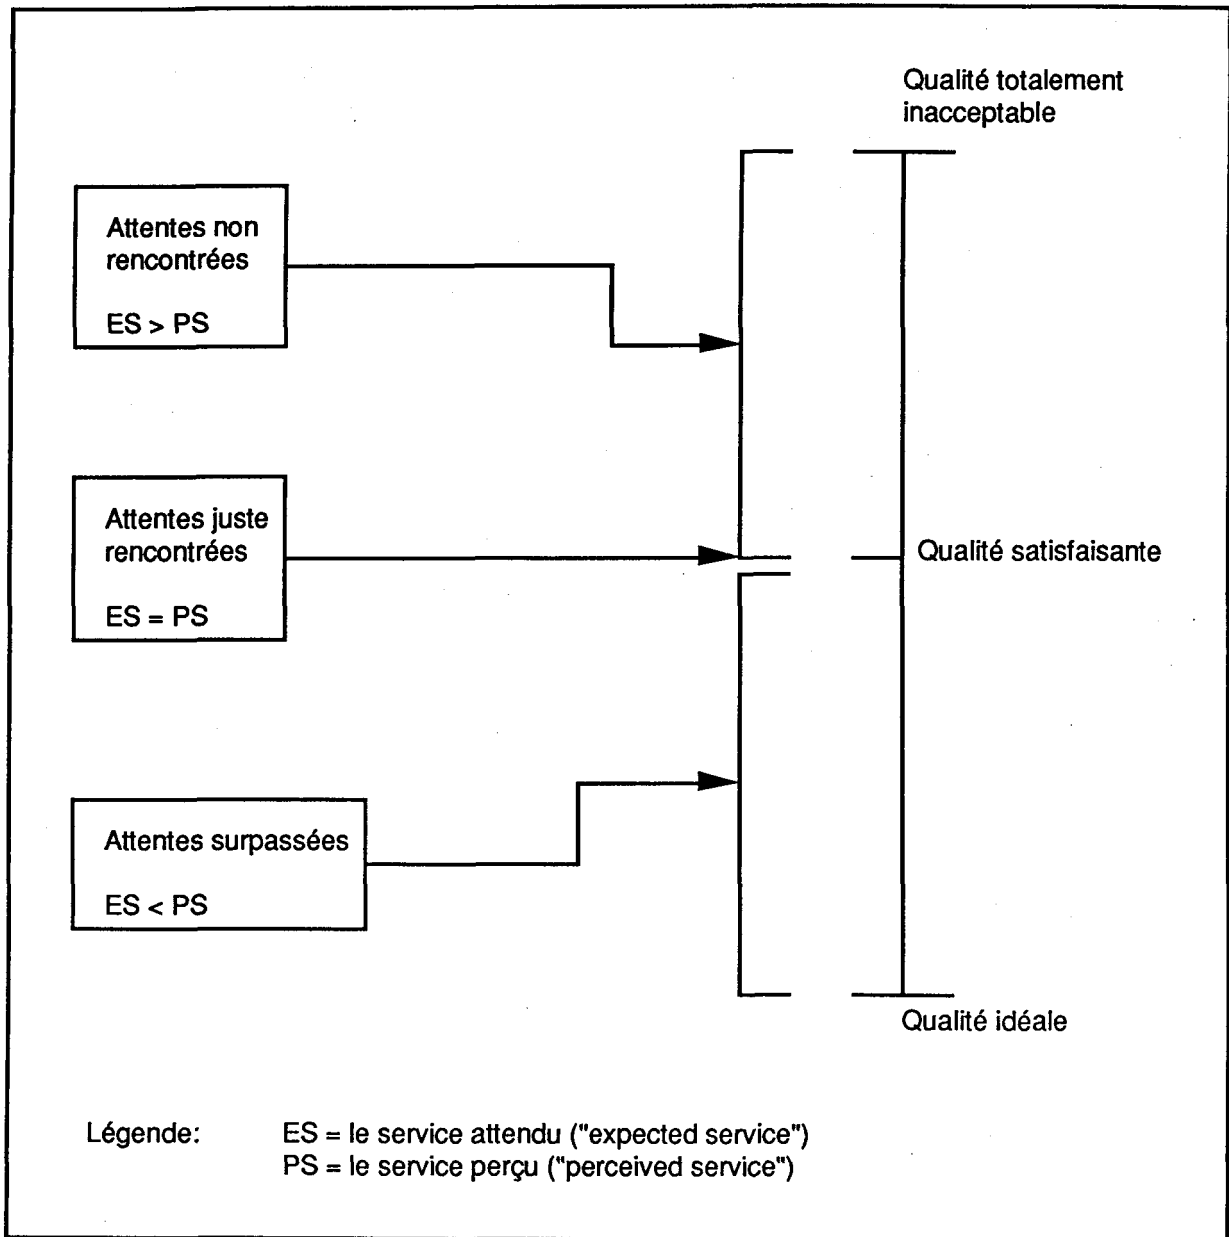 Qualité totalement
inacceptable
Attentes non
rencontrées
ES > PS
Attentes juste
rencontrées
ES = PS
Qualité satisfaisante
Attentes surpassées
ES < PS
Qualité idéale
Légende: ES = le service attendu ("expected service")
PS = le service perçu ("perceived service")